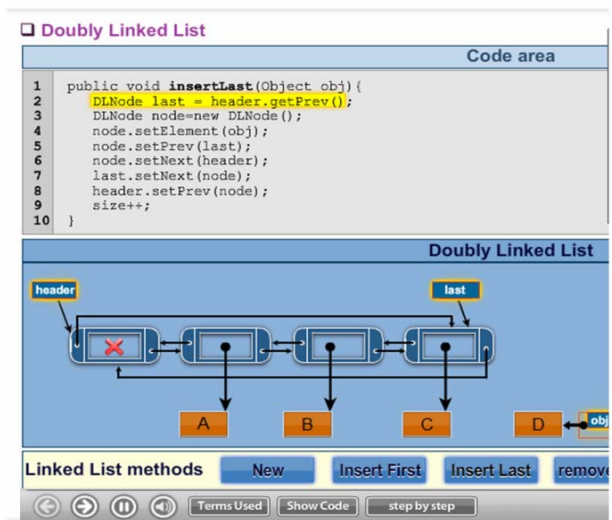 Doubly Linked List
Code area
1 public void insertLast(Object obj){
2 DLNode last = header.getPrev();
3 DLNode node=new DLNode();
4 node.setElement(obj);
5 node.setPrev(last);
6 node.setNext(header);
7 last.setNext(node);
8 header.setPrev(node);
9 size++;
10 }
Doubly Linked List
header last
A B C D obj
Linked List methods New Insert First Insert Last remove
Terms Used Show Code step by step